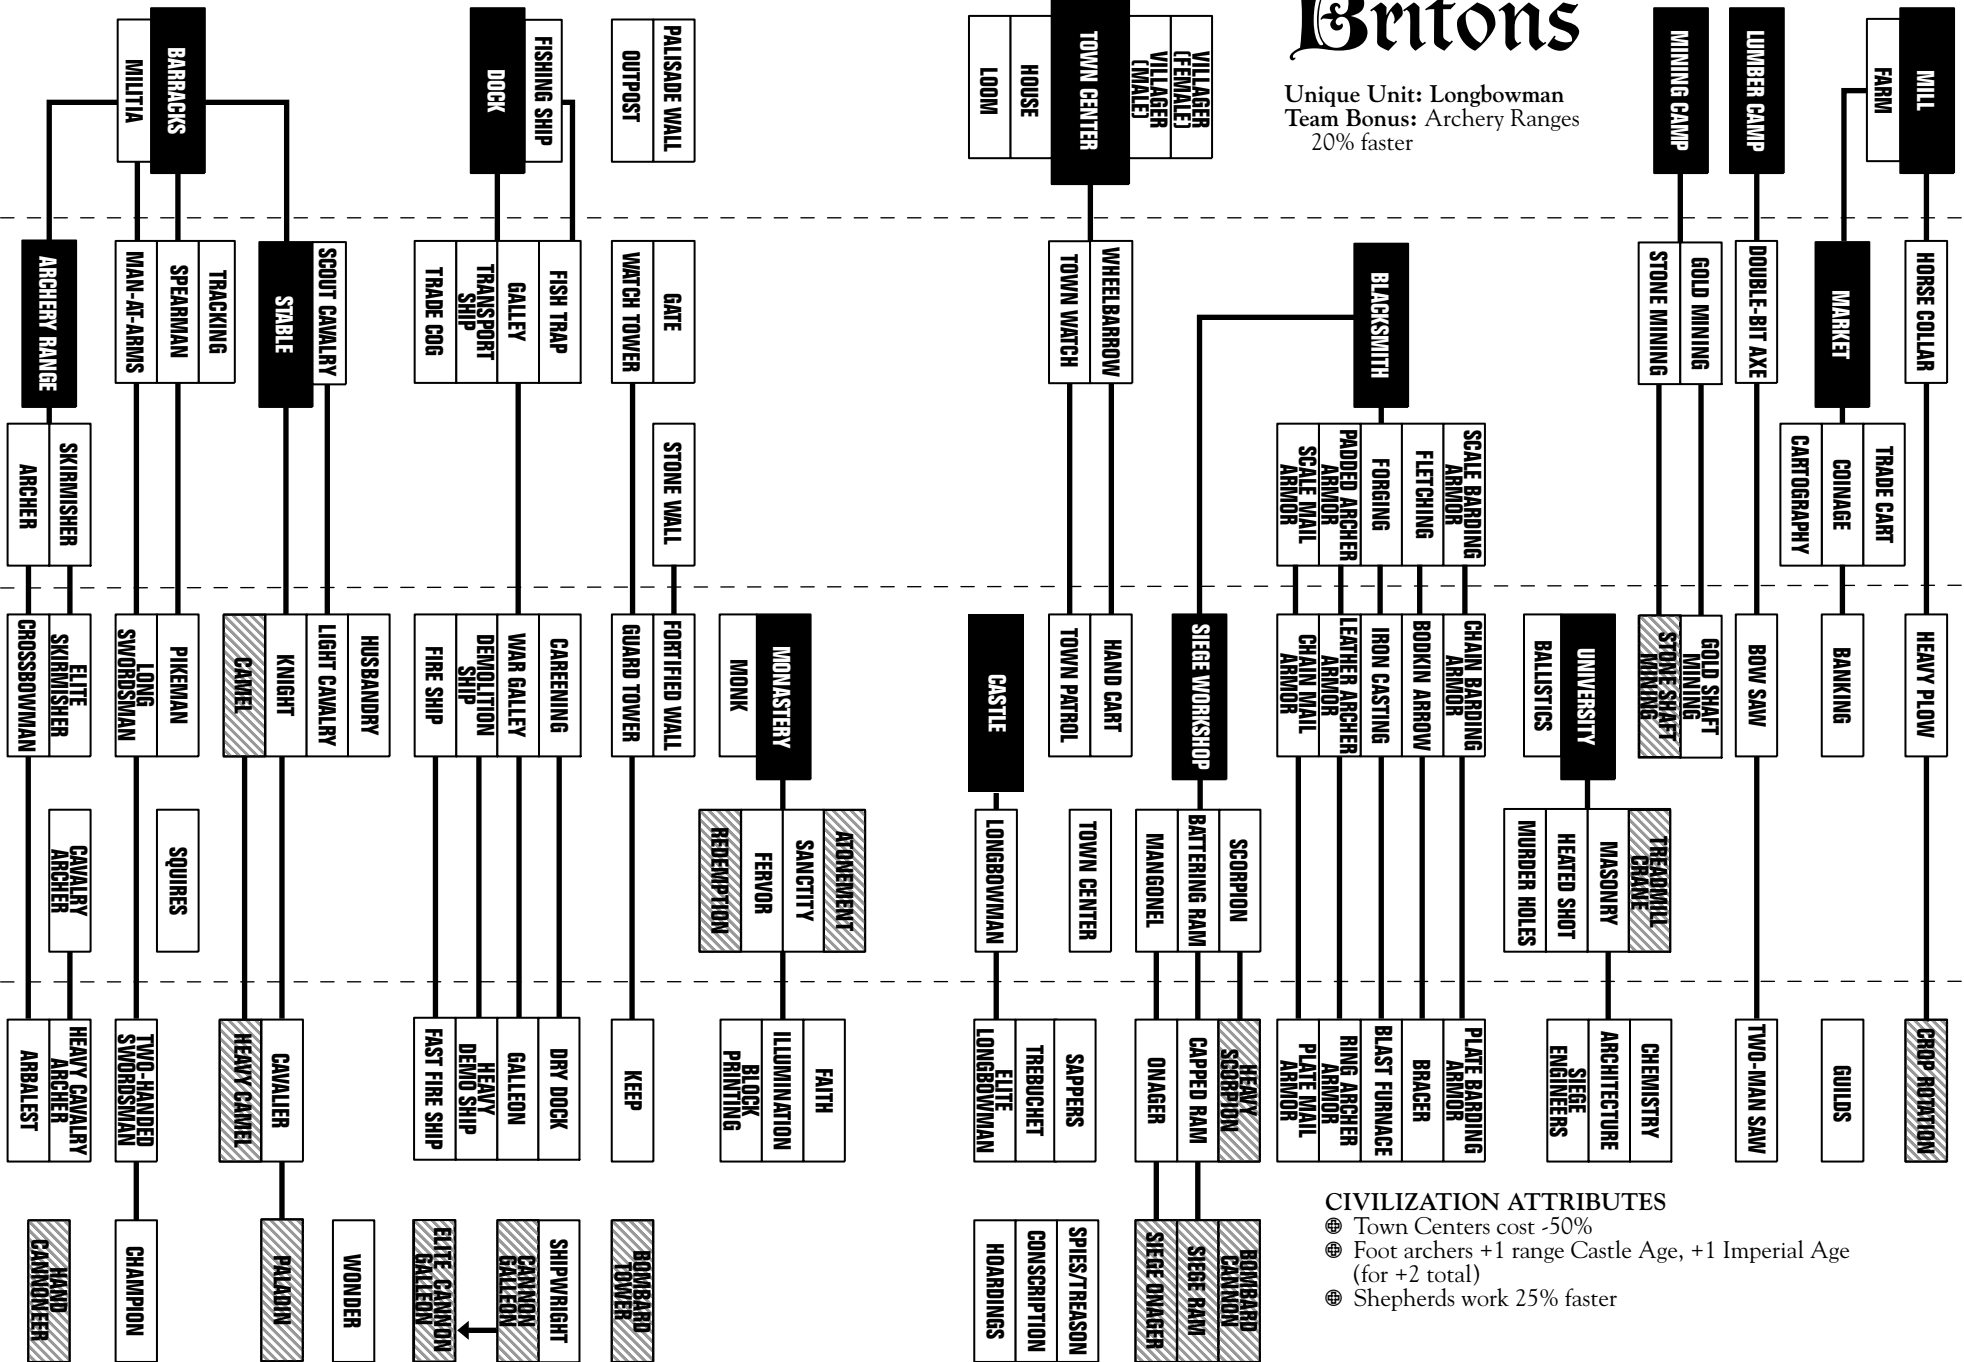 Britons
Unique Unit: Longbowman
Team Bonus: Archery Ranges
20% faster
BARRACKS
MILITIA
DOCK
FISHING SHIP
PALISADE WALL
OUTPOST
TOWN CENTER
VILLAGER
(FEMALE)
VILLAGER
(MALE)
HOUSE
LOOM
MINING CAMP
LUMBER CAMP
MILL
FARM
ARCHERY RANGE
TRACKING
SPEARMAN
MAN-AT-ARMS
SCOUT CAVALRY
STABLE
FISH TRAP
GALLEY
TRANSPORT
SHIP
TRADE COG
GATE
WATCH TOWER
WHEELBARROW
TOWN WATCH
BLACKSMITH
GOLD MINING
STONE MINING
DOUBLE-BIT AXE
MARKET
HORSE COLLAR
SKIRMISHER
ARCHER
STONE WALL
SCALE BARDING
ARMOR
FLETCHING
FORGING
PADDED ARCHER
ARMOR
SCALE MAIL
ARMOR
TRADE CART
COINAGE
CARTOGRAPHY
ELITE
SKIRMISHER
CROSSBOWMAN
PIKEMAN
LONG
SWORDSMAN
HUSBANDRY
LIGHT CAVALRY
KNIGHT
CAMEL
CAREENING
WAR GALLEY
DEMOLITION
SHIP
FIRE SHIP
FORTIFIED WALL
GUARD TOWER
MONASTERY
MONK
CASTLE
HAND CART
TOWN PATROL
SIEGE WORKSHOP
CHAIN BARDING
ARMOR
BODKIN ARROW
IRON CASTING
LEATHER ARCHER
ARMOR
CHAIN MAIL
ARMOR
UNIVERSITY
BALLISTICS
GOLD SHAFT
MINING
STONE SHAFT
MINING
BOW SAW
BANKING
HEAVY PLOW
CAVALRY
ARCHER
SQUIRES
ATONEMENT
SANCTITY
FERVOR
REDEMPTION
LONGBOWMAN
TOWN CENTER
SCORPION
BATTERING RAM
MANGONEL
TREADMILL
CRANE
MASONRY
HEATED SHOT
MURDER HOLES
HEAVY CAVALRY
ARCHER
ARBALEST
TWO-HANDED
SWORDSMAN
CAVALIER
HEAVY CAMEL
DRY DOCK
GALLEON
HEAVY
DEMO SHIP
FAST FIRE SHIP
KEEP
FAITH
ILLUMINATION
BLOCK
PRINTING
SAPPERS
TREBUCHET
ELITE
LONGBOWMAN
HEAVY
SCORPION
CAPPED RAM
ONAGER
PLATE BARDING
ARMOR
BRACER
BLAST FURNACE
RING ARCHER
ARMOR
PLATE MAIL
ARMOR
CHEMISTRY
ARCHITECTURE
SIEGE
ENGINEERS
TWO-MAN SAW
GUILDS
CROP ROTATION
HAND
CANNONEER
CHAMPION
PALADIN
WONDER
SHIPWRIGHT
CANNON
GALLEON
ELITE CANNON
GALLEON
BOMBARD
TOWER
SPIES/TREASON
CONSCRIPTION
HOARDINGS
BOMBARD
CANNON
SIEGE RAM
SIEGE ONAGER
CIVILIZATION ATTRIBUTES
Town Centers cost -50%
Foot archers +1 range Castle Age, +1 Imperial Age
(for +2 total)
Shepherds work 25% faster